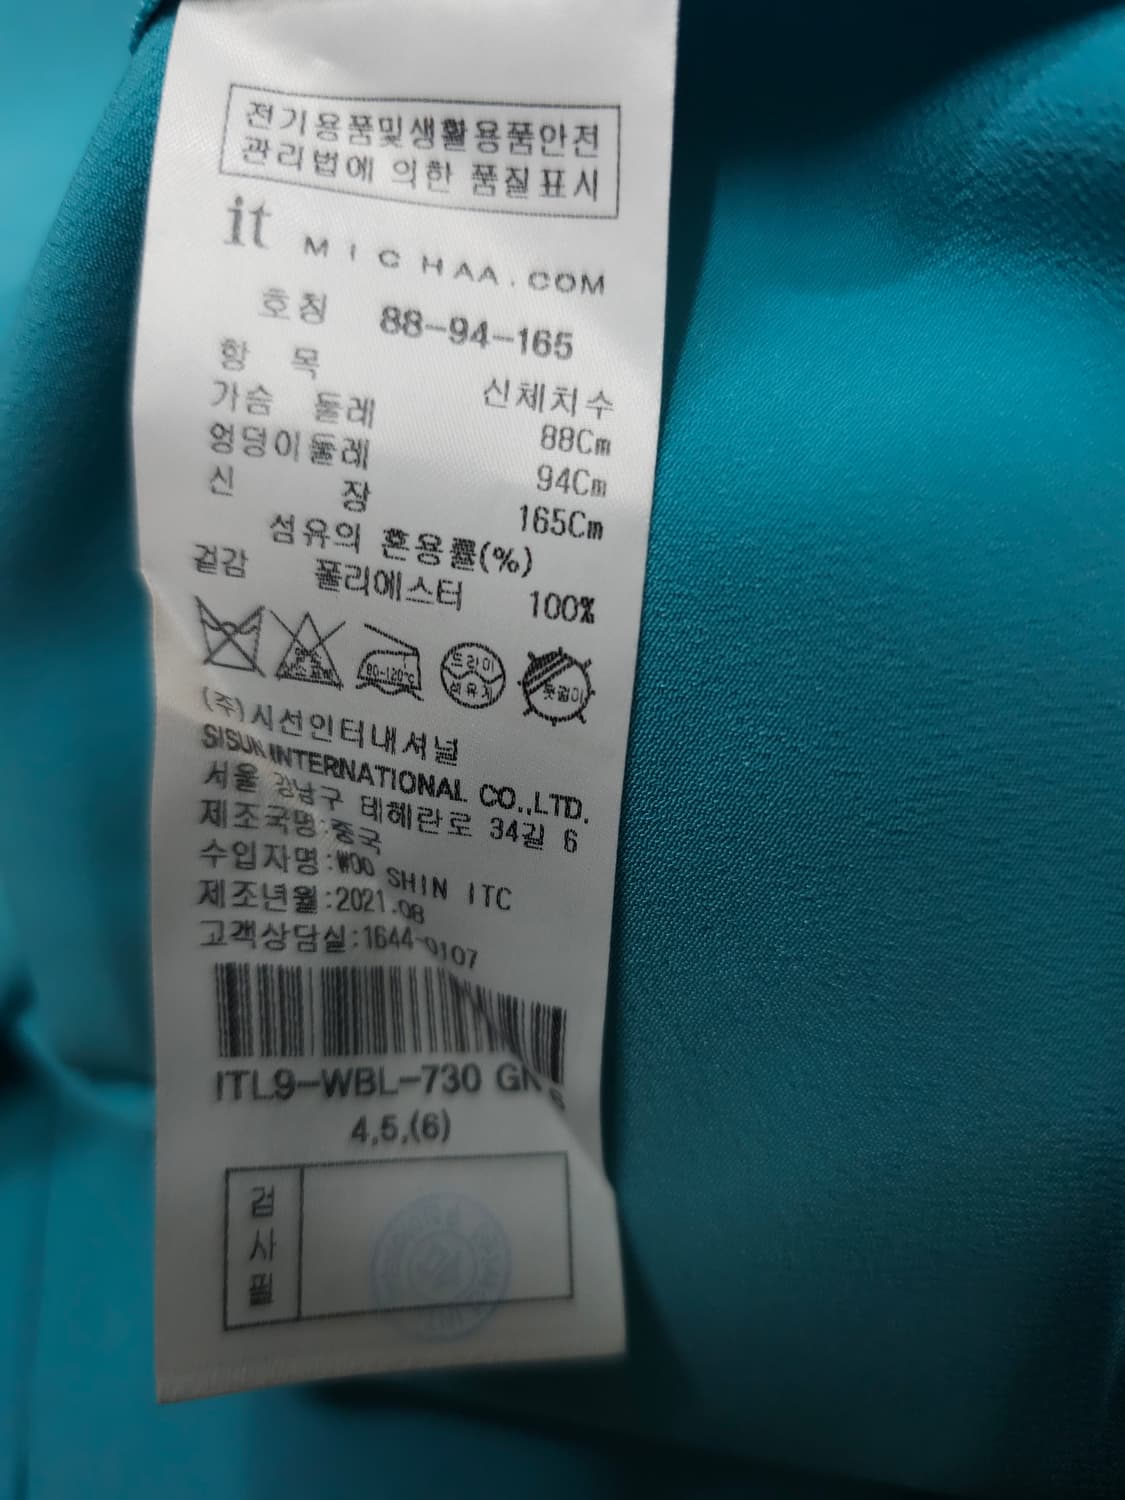 전기용품및생활용품안전
관리법에 의한 품질표시
it MICHAA.COM
호칭 88-94-165
항 목 신체치수
가슴 둘레 88Cm
엉덩이둘레 94Cm
신 장 165Cm
섬유의 혼용률(%)
겉감 폴리에스터 100%
80~120℃
드라이
석유계
뜻걸이
(주)시선인터내셔널
SISUN INTERNATIONAL CO.,LTD.
서울 강남구 테헤란로 34길 6
제조국명:중국
수입자명:WOO SHIN ITC
제조년월:2021.08
고객상담실:1644-0107
ITL9-WBL-730
4,5,(6)
검
사
필